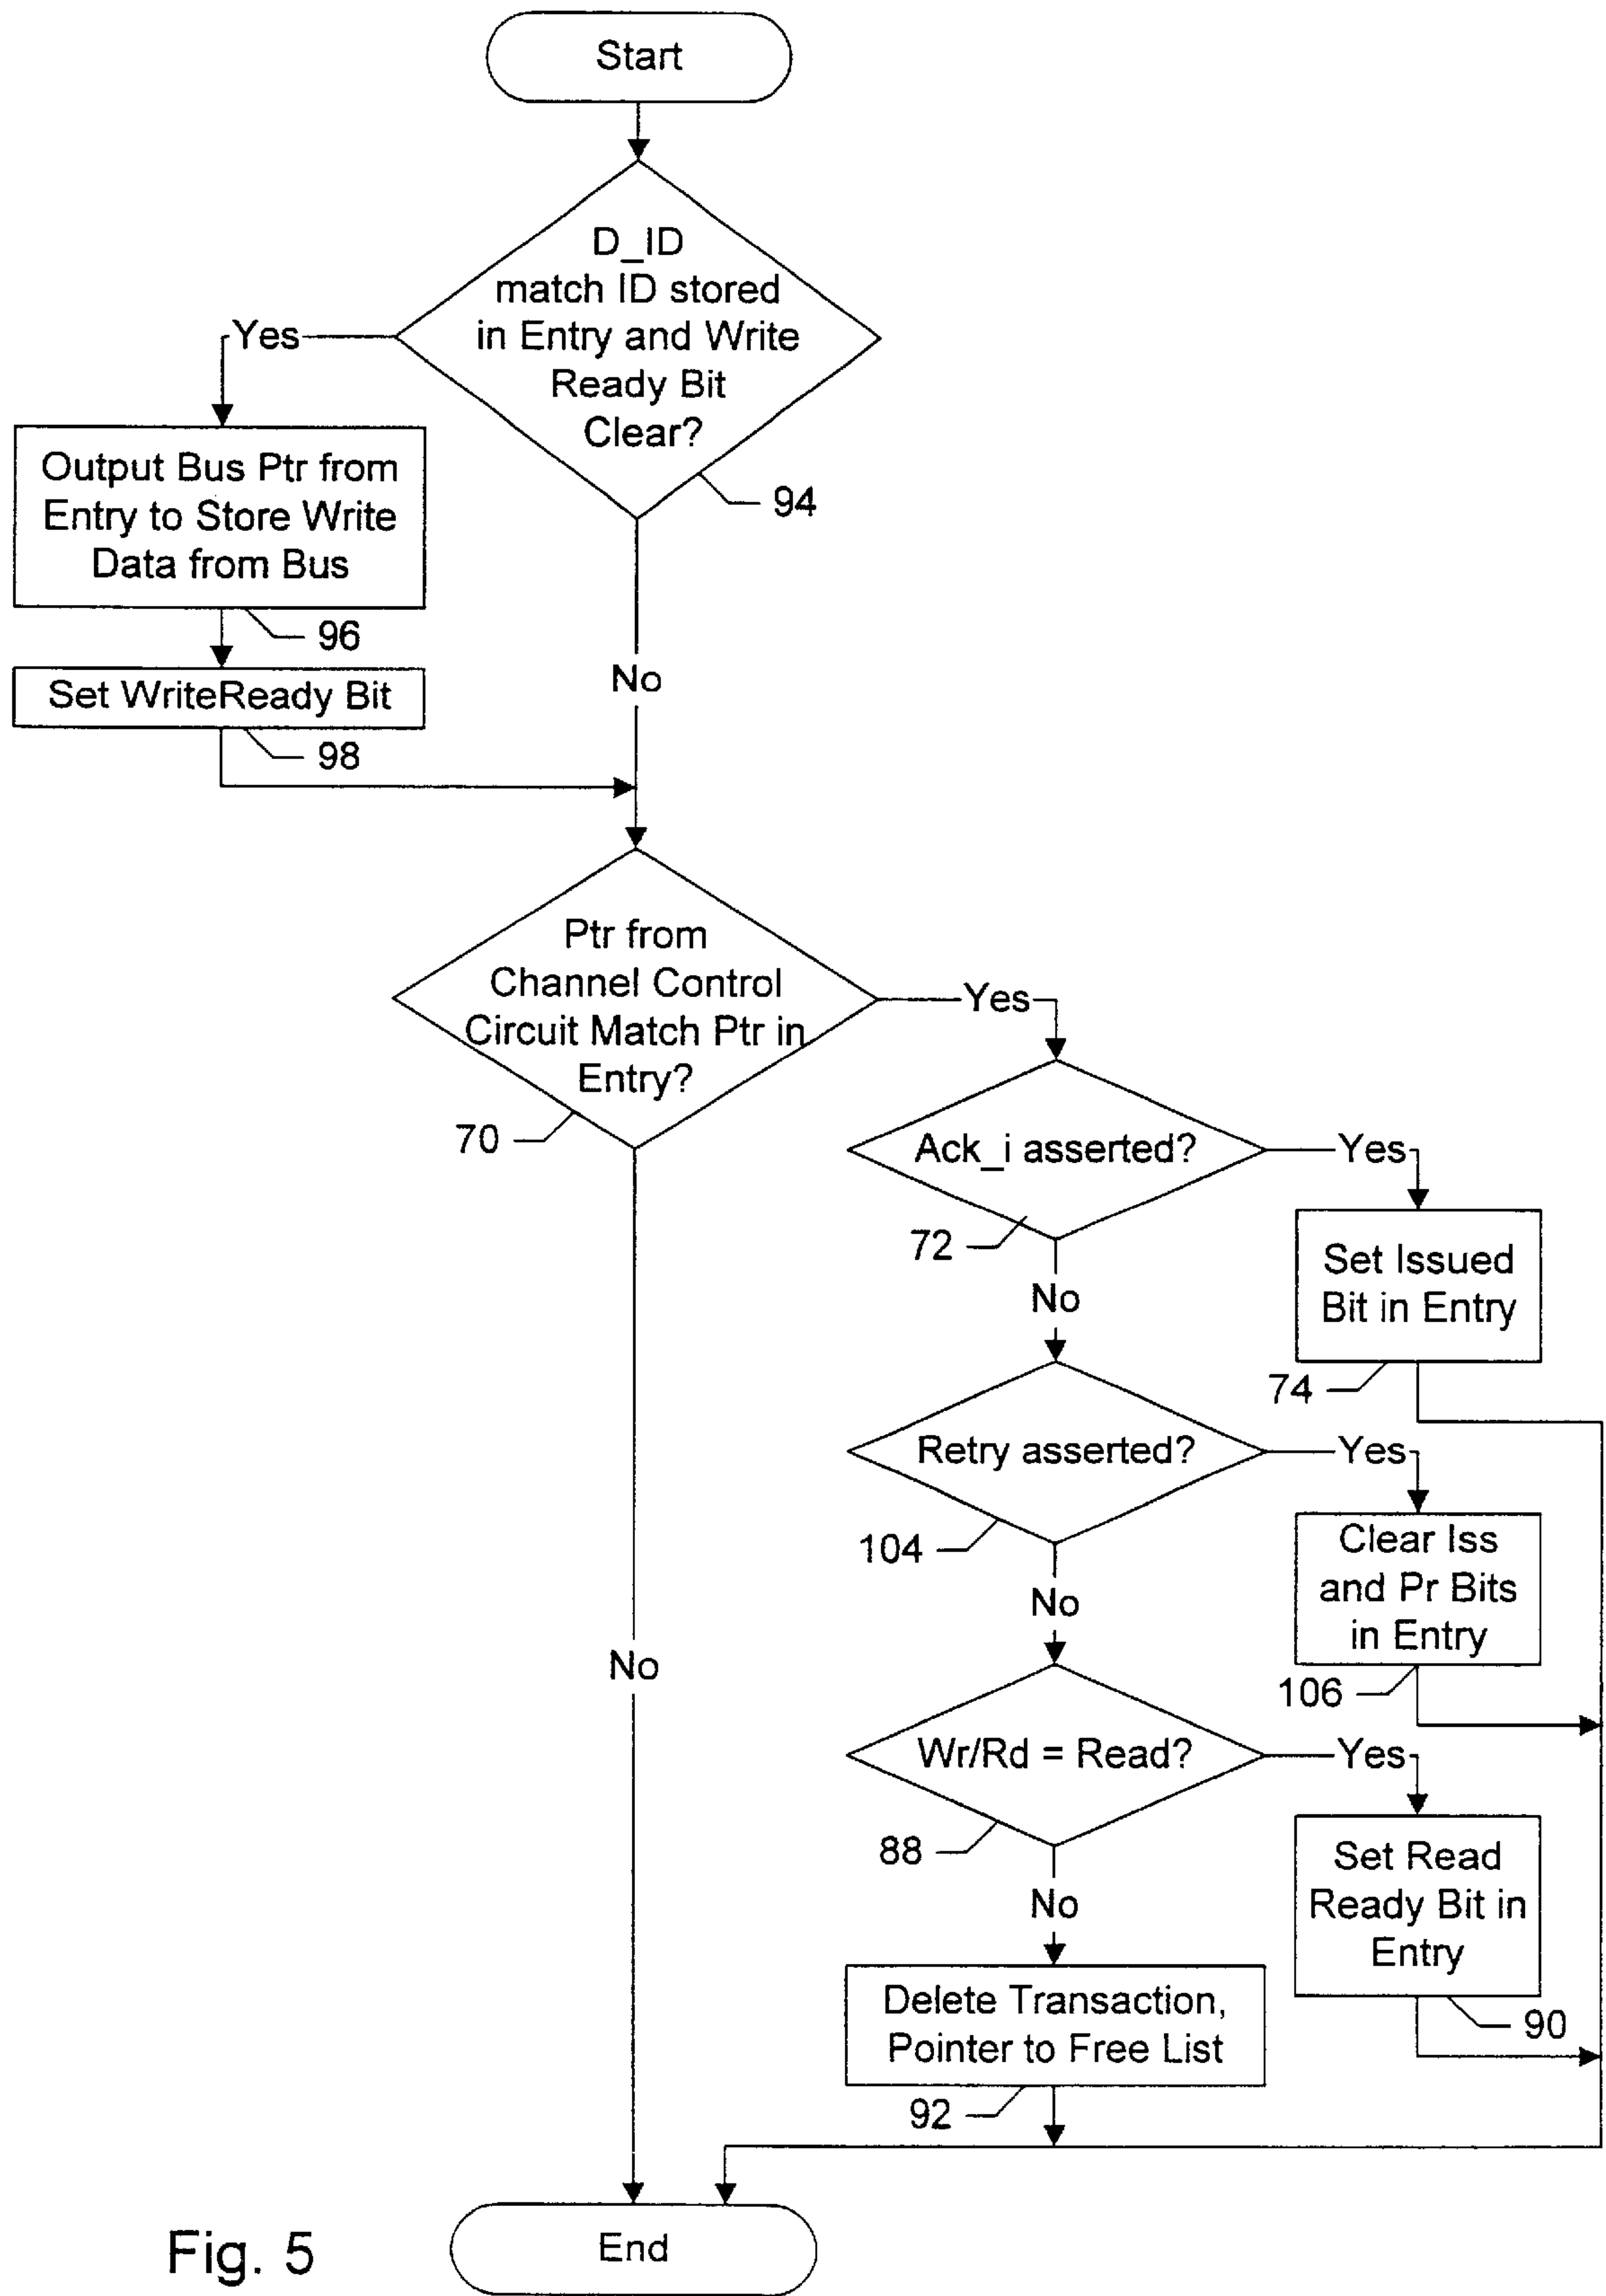 Start
D_ID
match ID stored
in Entry and Write
Ready Bit
Clear?
Yes
94
Output Bus Ptr from
Entry to Store Write
Data from Bus
96
No
Set WriteReady Bit
98
Ptr from
Channel Control
Circuit Match Ptr in
Entry?
Yes
70
Ack_i asserted?
Yes
72
Set Issued
Bit in Entry
No
74
Retry asserted?
Yes
104
Clear Iss
and Pr Bits
in Entry
No
106
No
Wr/Rd = Read?
Yes
88
Set Read
Ready Bit in
Entry
No
90
Delete Transaction,
Pointer to Free List
92
End
Fig. 5